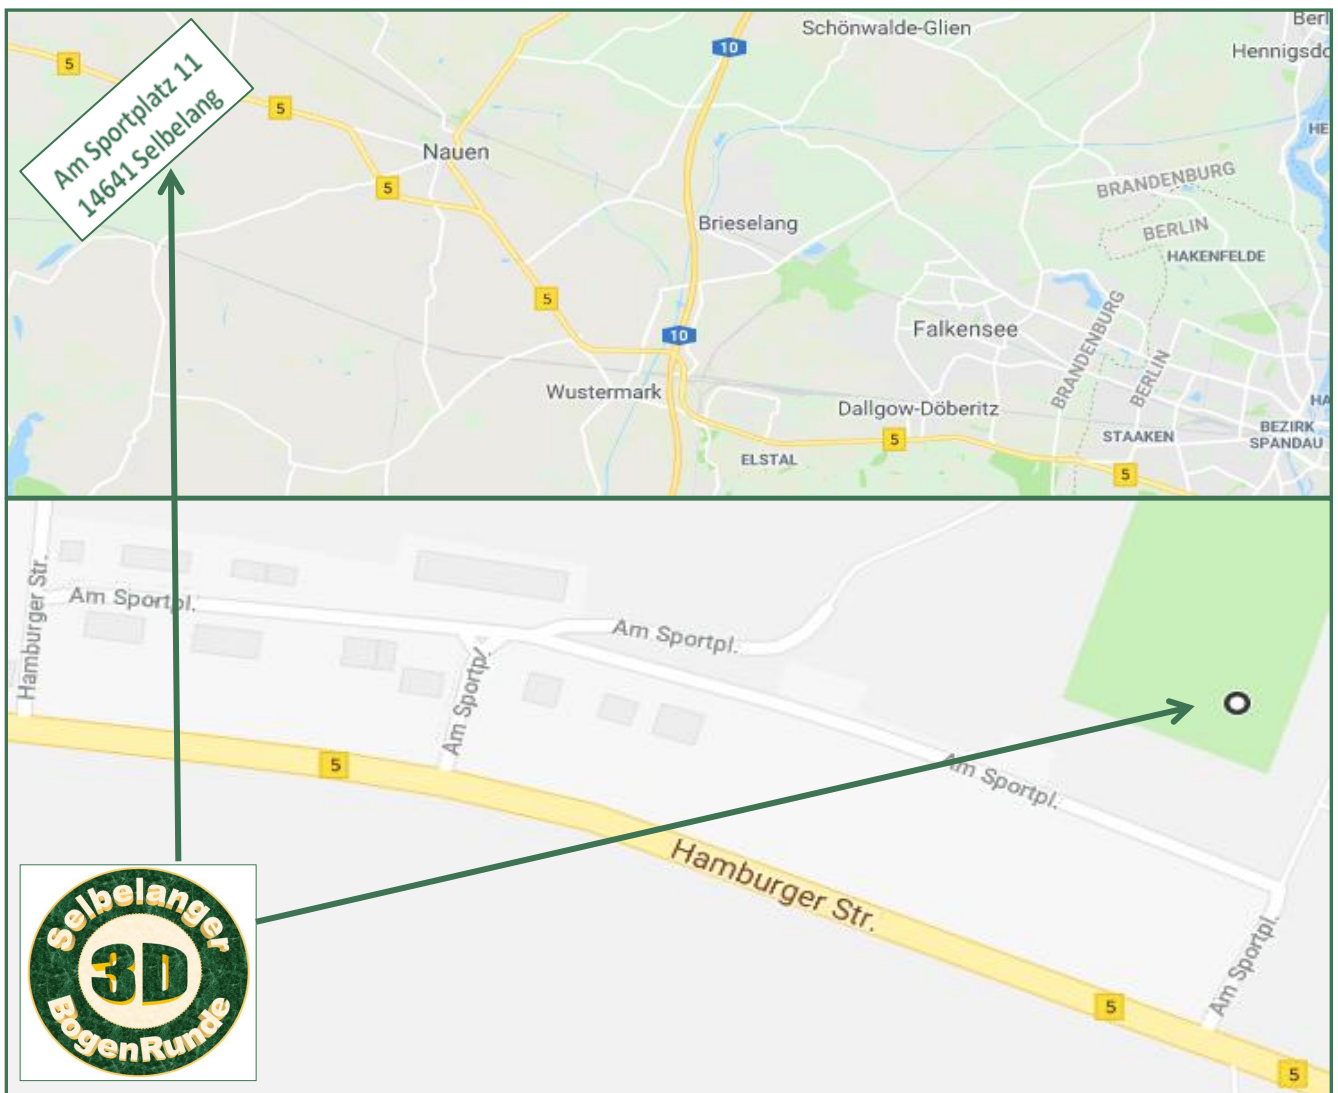 Schönwalde-Glien
Berl
10
Hennigsdo
5
Am Sportplatz 11
14641 Selbelang
5
HE
Nauen
5
BRANDENBURG
Brieselang
BERLIN
HAKENFELDE
5
10
Falkensee
BRANDENBURG
BERLIN
Wustermark
Dallgow-Döberitz
HA
5
STAAKEN
BEZIRK
SPANDAU
ELSTAL
5
Hamburger Str.
Am Sportpl.
Am Sportpl.
Am Sportpl.
5
Am Sportpl.
Hamburger Str.
Selbelanger
3D
BogenRunde
Am Sportpl.
5
5